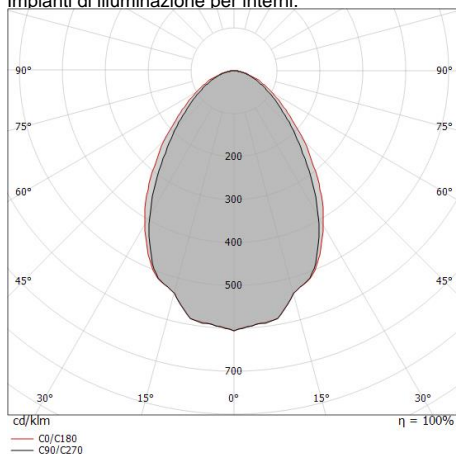 impianti di illuminazione per interni.
90° 90°
75° 75°
60° 60°
45° 45°
200
300
400
500
700
30° 15° 0° 15° 30°
cd/klm η = 100%
C0/C180
C90/C270